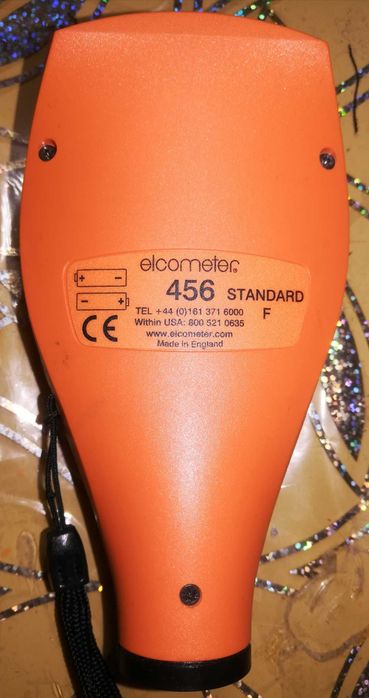 elcometer®
456 STANDARD
F
TEL +44 (0)161 371 6000
Within USA: 800 521 0635
www.elcometer.com
Made in England
CE
+ -
- +